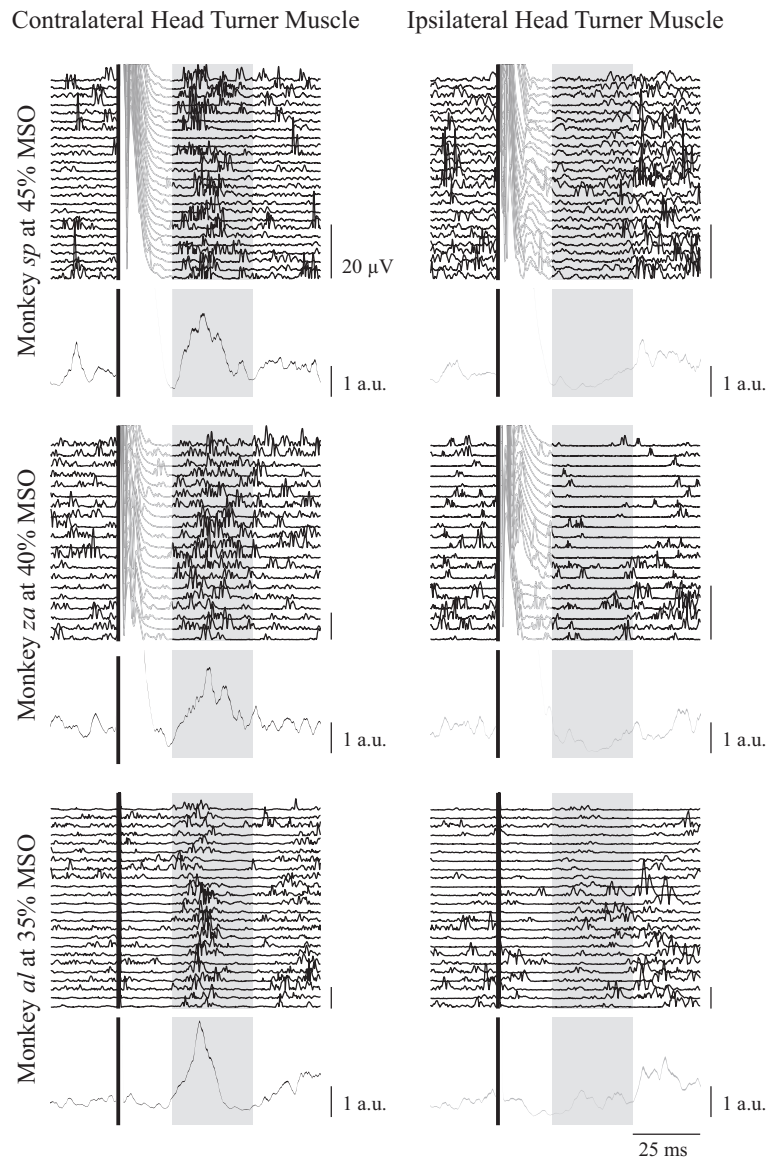 Contralateral Head Turner Muscle
Ipsilateral Head Turner Muscle
Monkey sp at 45% MSO
20 µV
1 a.u.
1 a.u.
Monkey za at 40% MSO
1 a.u.
1 a.u.
Monkey al at 35% MSO
1 a.u.
1 a.u.
25 ms